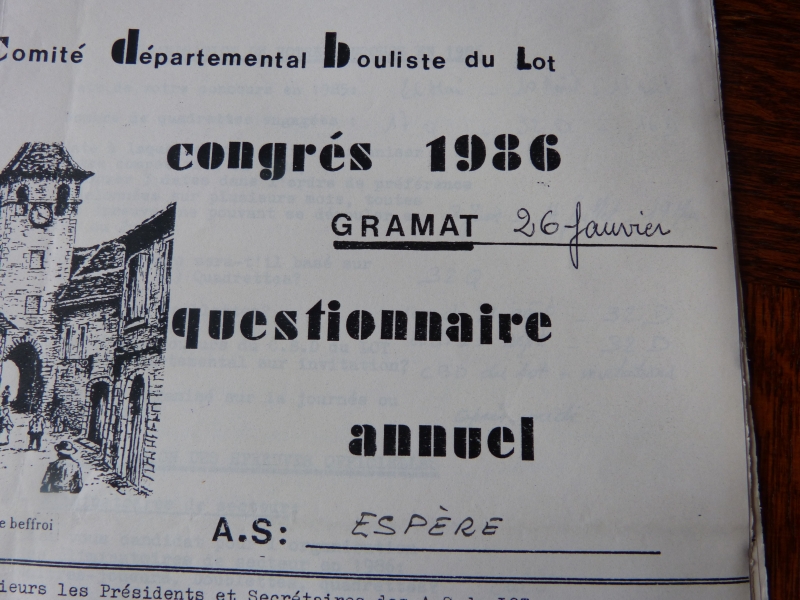 Comité départemental bouliste du Lot
congrés 1986
GRAMAT 26 janvier
questionnaire
annuel
e beffroi
A.S: ESPÈRE
ieurs les Présidents et Secrétaires des A.S du LOT